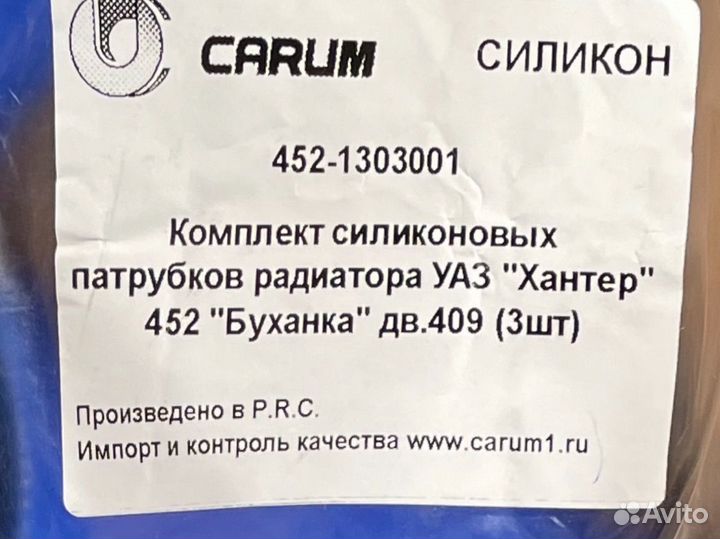 CARUM СИЛИКОН
452-1303001
Комплект силиконовых
патрубков радиатора УАЗ "Хантер"
452 "Буханка" дв.409 (3шт)
Произведено в P.R.C.
Импорт и контроль качества www.carum1.ru
Avito